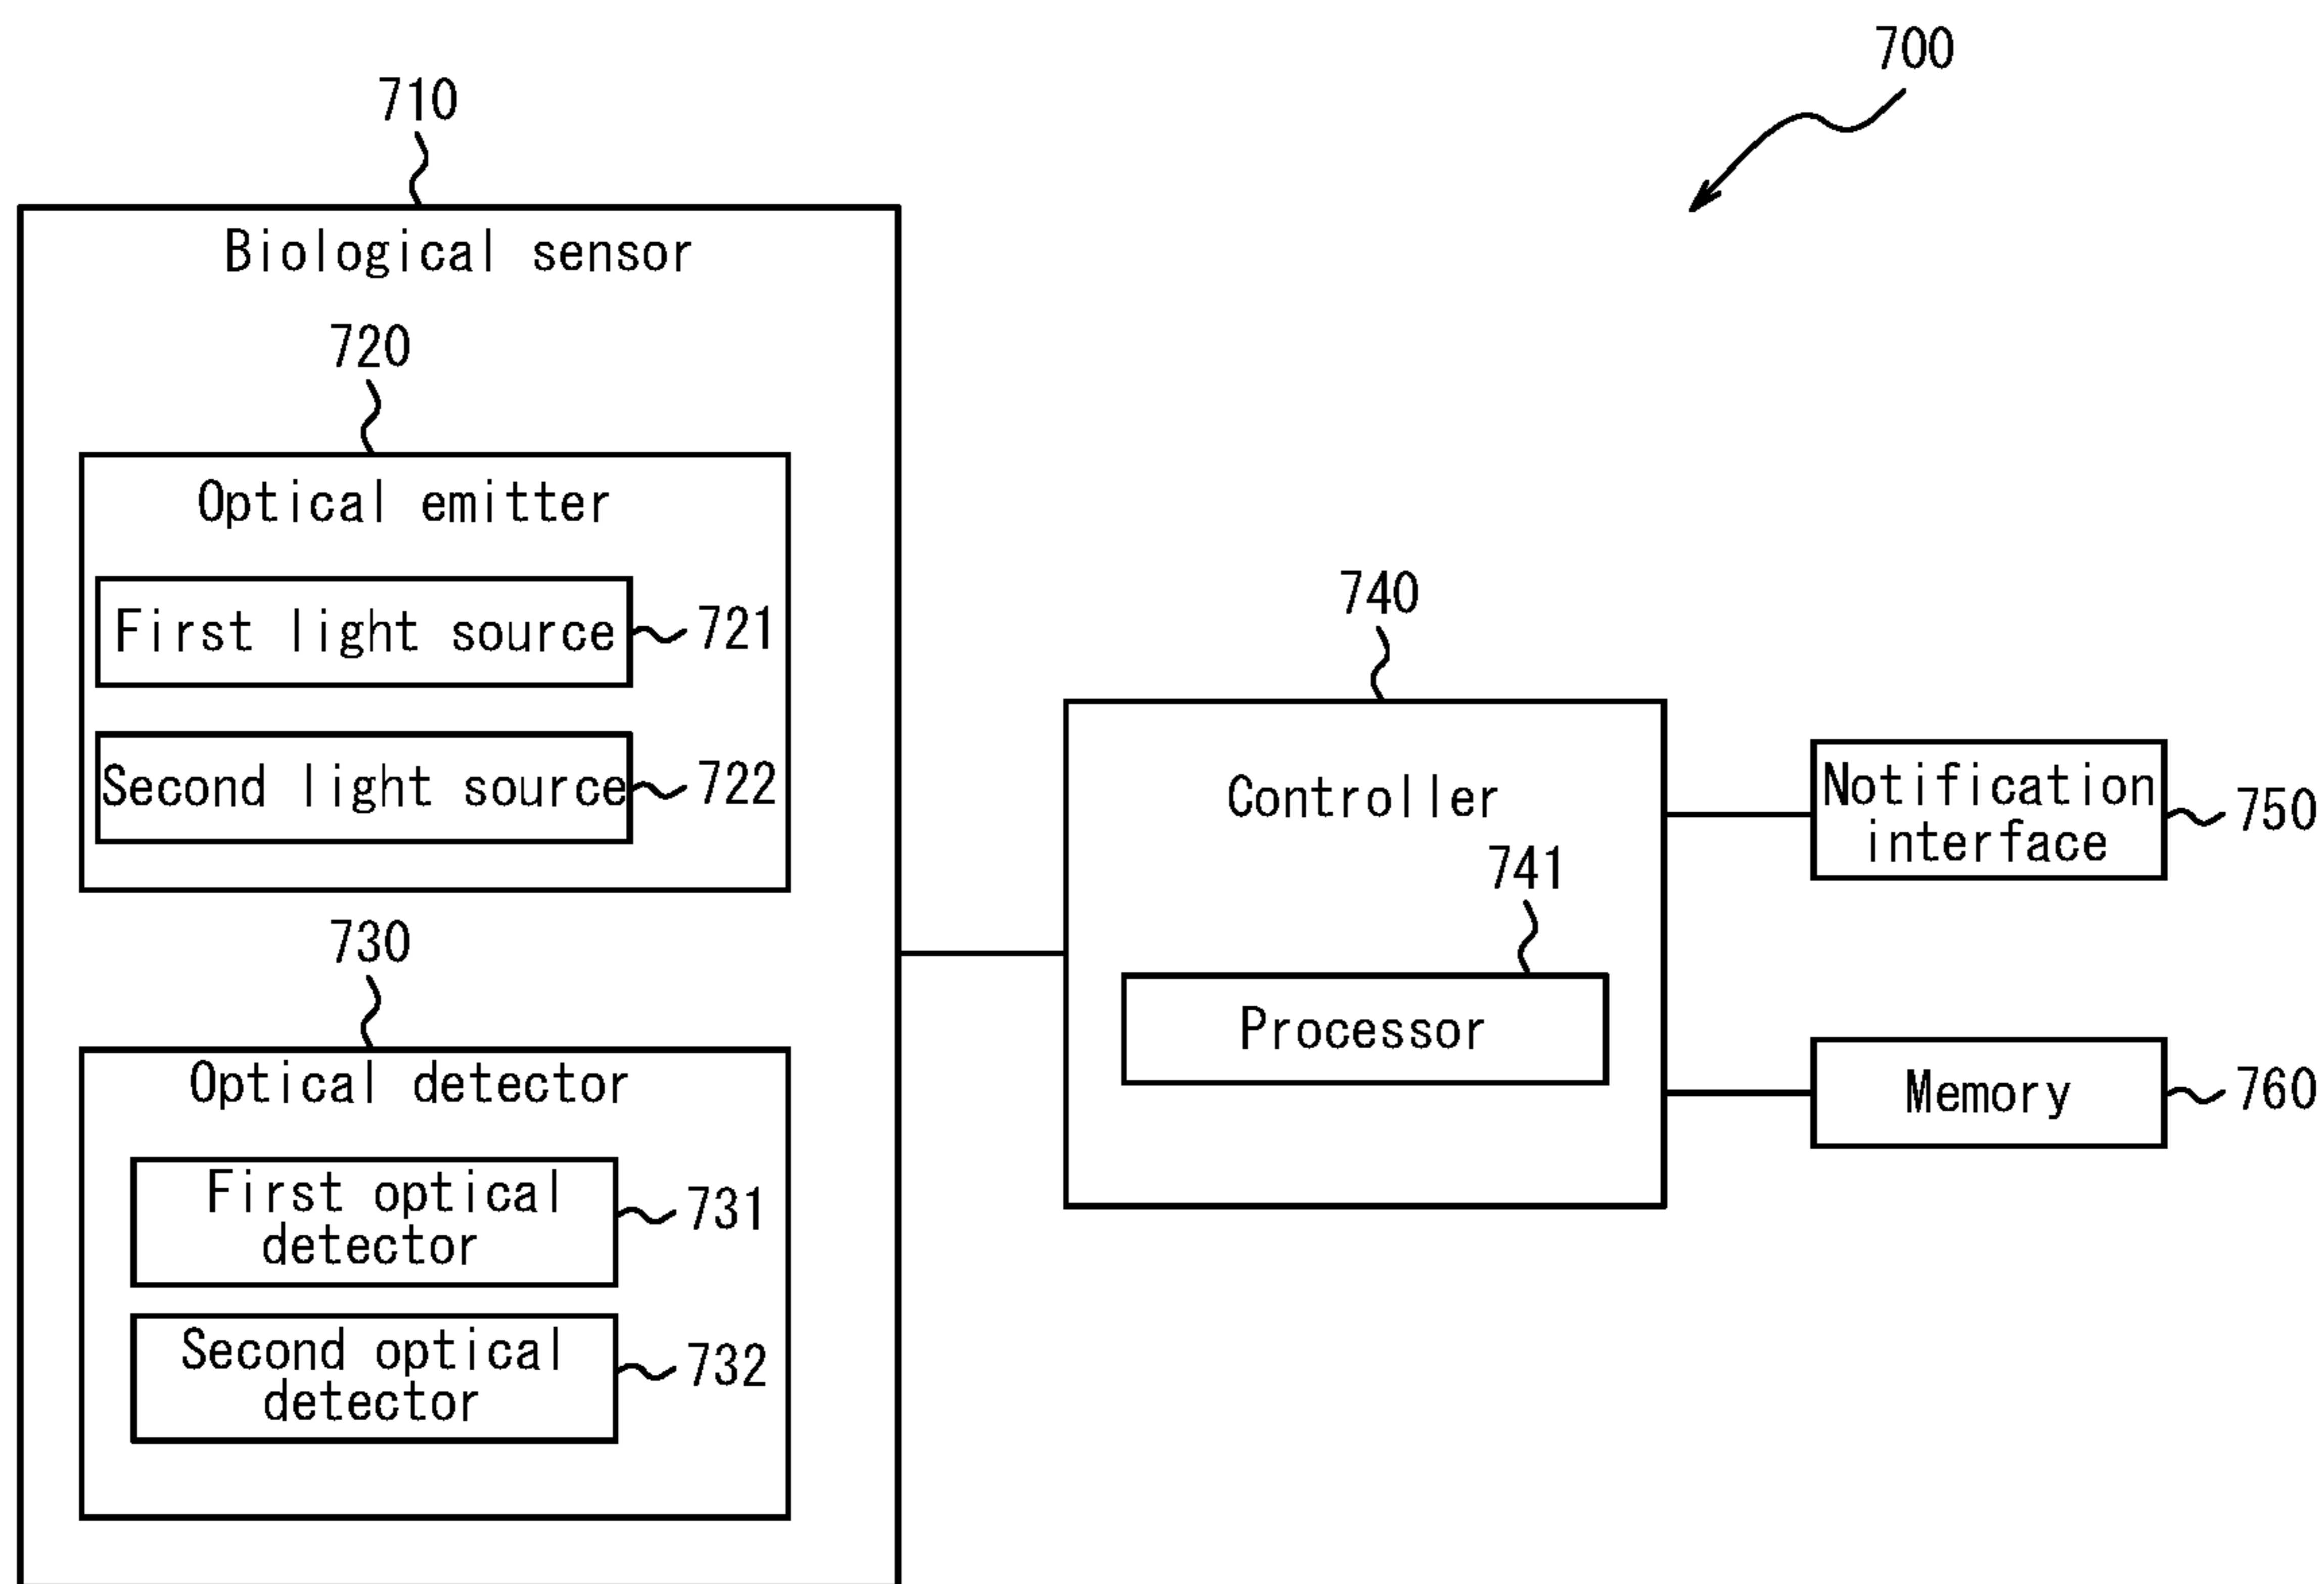 700
710
Biological sensor
720
Optical emitter
First light source
721
Second light source
722
730
Optical detector
First optical
detector
731
Second optical
detector
732
740
Controller
741
Processor
Notification
interface
750
Memory
760